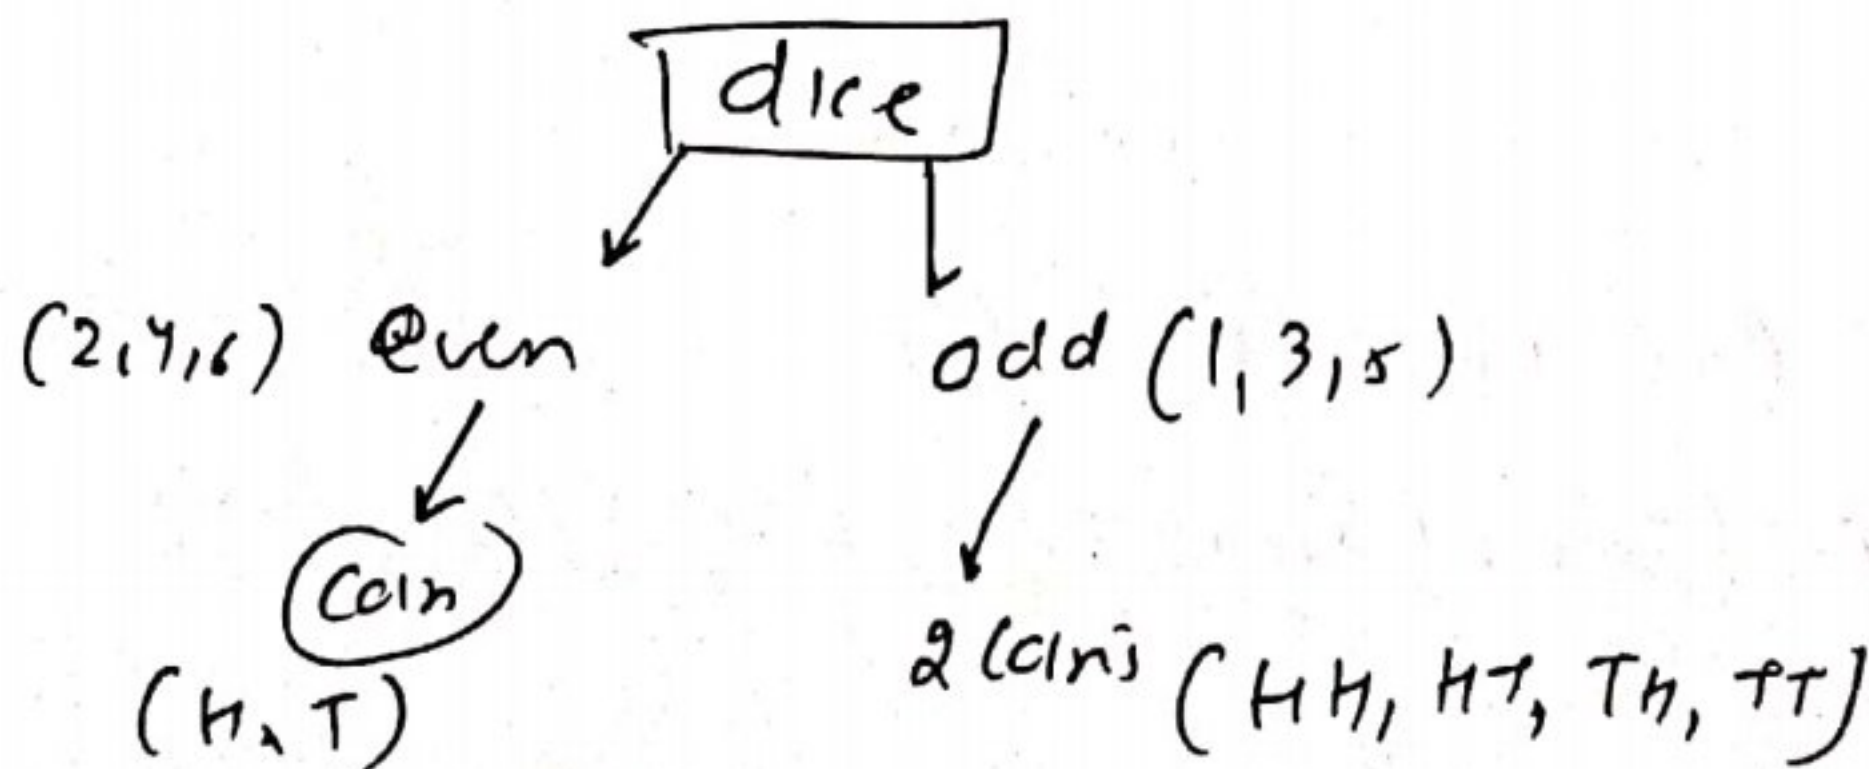 dice
(2,4,6) even
odd (1,3,5)
coin
2 coins (HH, HT, TH, TT)
(H, T)